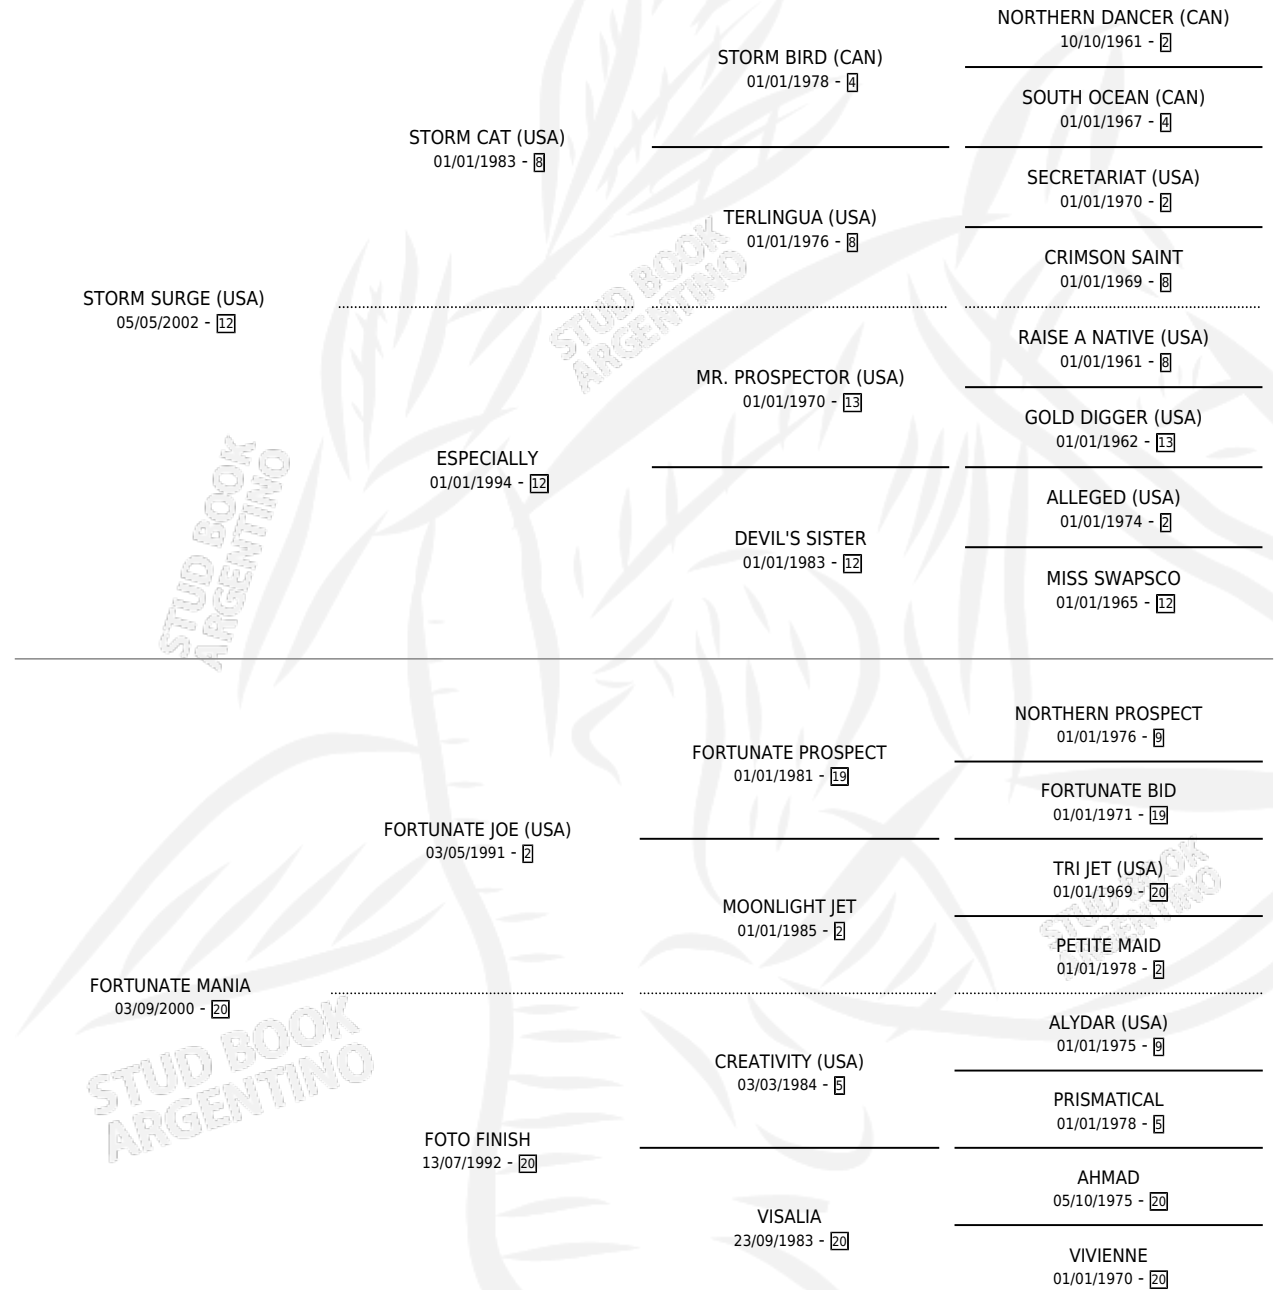 NORTHERN DANCER (CAN)
10/10/1961 - 2
STORM BIRD (CAN)
01/01/1978 - 4
SOUTH OCEAN (CAN)
01/01/1967 - 4
STORM CAT (USA)
01/01/1983 - 8
SECRETARIAT (USA)
01/01/1970 - 2
TERLINGUA (USA)
01/01/1976 - 8
CRIMSON SAINT
01/01/1969 - 8
STORM SURGE (USA)
05/05/2002 - 12
STUD BOOK
ARGENTINO
RAISE A NATIVE (USA)
01/01/1961 - 8
MR. PROSPECTOR (USA)
01/01/1970 - 13
GOLD DIGGER (USA)
01/01/1962 - 13
ESPECIALLY
01/01/1994 - 12
ALLEGED (USA)
01/01/1974 - 2
DEVIL'S SISTER
01/01/1983 - 12
MISS SWAPSCO
01/01/1965 - 12
STUD BOOK
ARGENTINO
NORTHERN PROSPECT
01/01/1976 - 9
FORTUNATE PROSPECT
01/01/1981 - 19
FORTUNATE BID
01/01/1971 - 19
FORTUNATE JOE (USA)
03/05/1991 - 2
TRI JET (USA)
01/01/1969 - 20
MOONLIGHT JET
01/01/1985 - 2
PETITE MAID
01/01/1978 - 2
STUD BOOK
ARGENTINO
FORTUNATE MANIA
03/09/2000 - 20
STUD BOOK
ARGENTINO
ALYDAR (USA)
01/01/1975 - 9
CREATIVITY (USA)
03/03/1984 - 5
PRISMATICAL
01/01/1978 - 5
FOTO FINISH
13/07/1992 - 20
AHMAD
05/10/1975 - 20
VISALIA
23/09/1983 - 20
VIVIENNE
01/01/1970 - 20